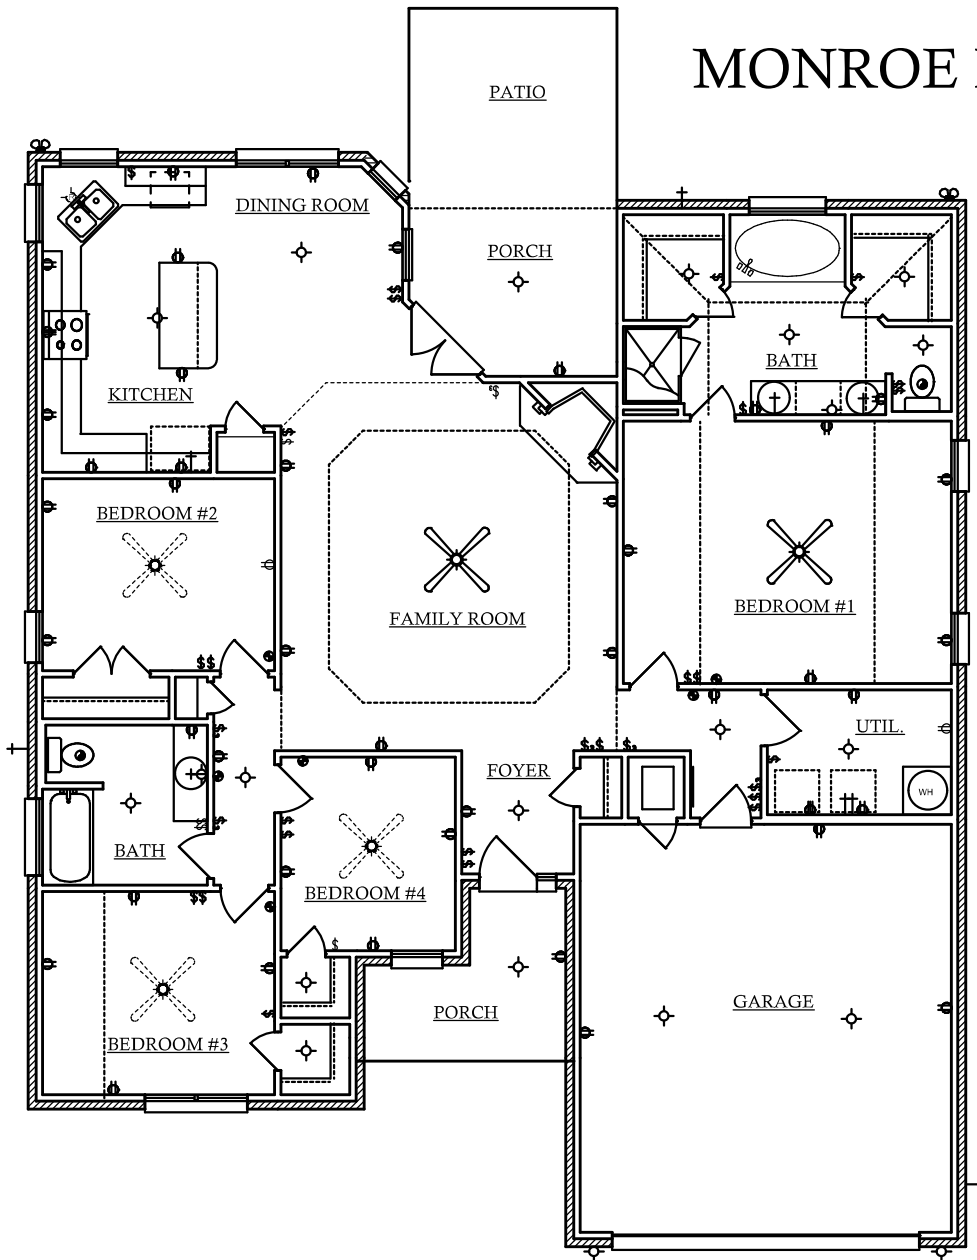 MONROE
PATIO
DINING ROOM
PORCH
BATH
KITCHEN
BEDROOM #2
BEDROOM #1
FAMILY ROOM
UTIL.
FOYER
WH
BATH
BEDROOM #4
GARAGE
PORCH
BEDROOM #3